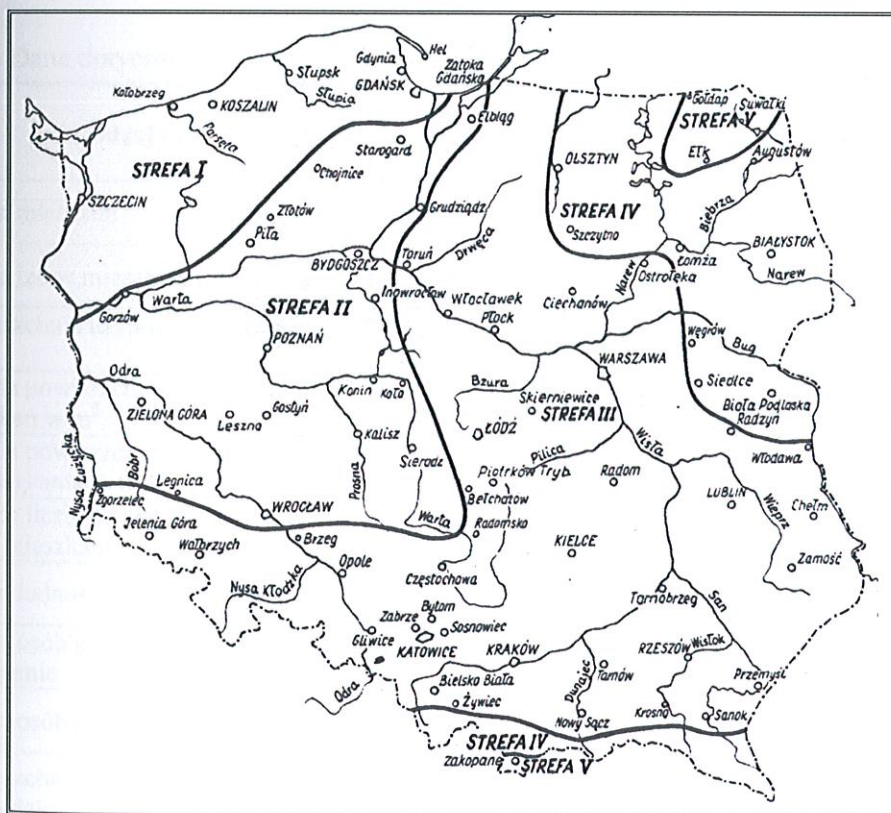 Hel
Gdynia
Zatoka
Gdańska
Słupsk
GDAŃSK
Kołobrzeg
KOSZALIN
Słupia
Elbląg
Gołdap
Suwałki
STREFA V
Parsęta
Starogard
Ełk
Augustów
STREFA I
OLSZTYN
Chojnice
SZCZECIN
Grudziądz
STREFA IV
Biebrza
Złotów
Drwęca
Szczytno
Piła
BIAŁYSTOK
Łomża
BYDGOSZCZ
Toruń
Ostrołęka
Narew
Narew
Inowrocław
Ciechanów
Warta
STREFA II
Włocławek
Gorzów
Płock
Węgrów
Bug
POZNAŃ
WARSZAWA
Odra
Konin
Koło
Bzura
Siedlce
Skierniewice
ZIELONA GÓRA
Gostyń
STREFA III
Biała Podlaska
Leszno
Radzyń
ŁÓDŹ
Kalisz
Wisła
Włodawa
Nysa Łużycka
Bóbr
Sieradz
Pilica
Prosna
Piotrków Tryb.
Radom
Legnica
Bełchatów
LUBLIN
Wieprz
Zgorzelec
WROCŁAW
Warta
Chełm
Jelenia Góra
Radomsko
Brzeg
KIELCE
Wałbrzych
Opole
Zamość
Częstochowa
Nysa Kłodzka
Tarnobrzeg
San
Bytom
Zabrze
Sosnowiec
Gliwice
KATOWICE
KRAKÓW
RZESZÓW
Wisłok
Dunajec
Tarnów
Odra
Bielsko Biała
Przemyśl
Żywiec
Krosno
Sanok
Nowy Sącz
STREFA IV
Zakopane
STREFA V